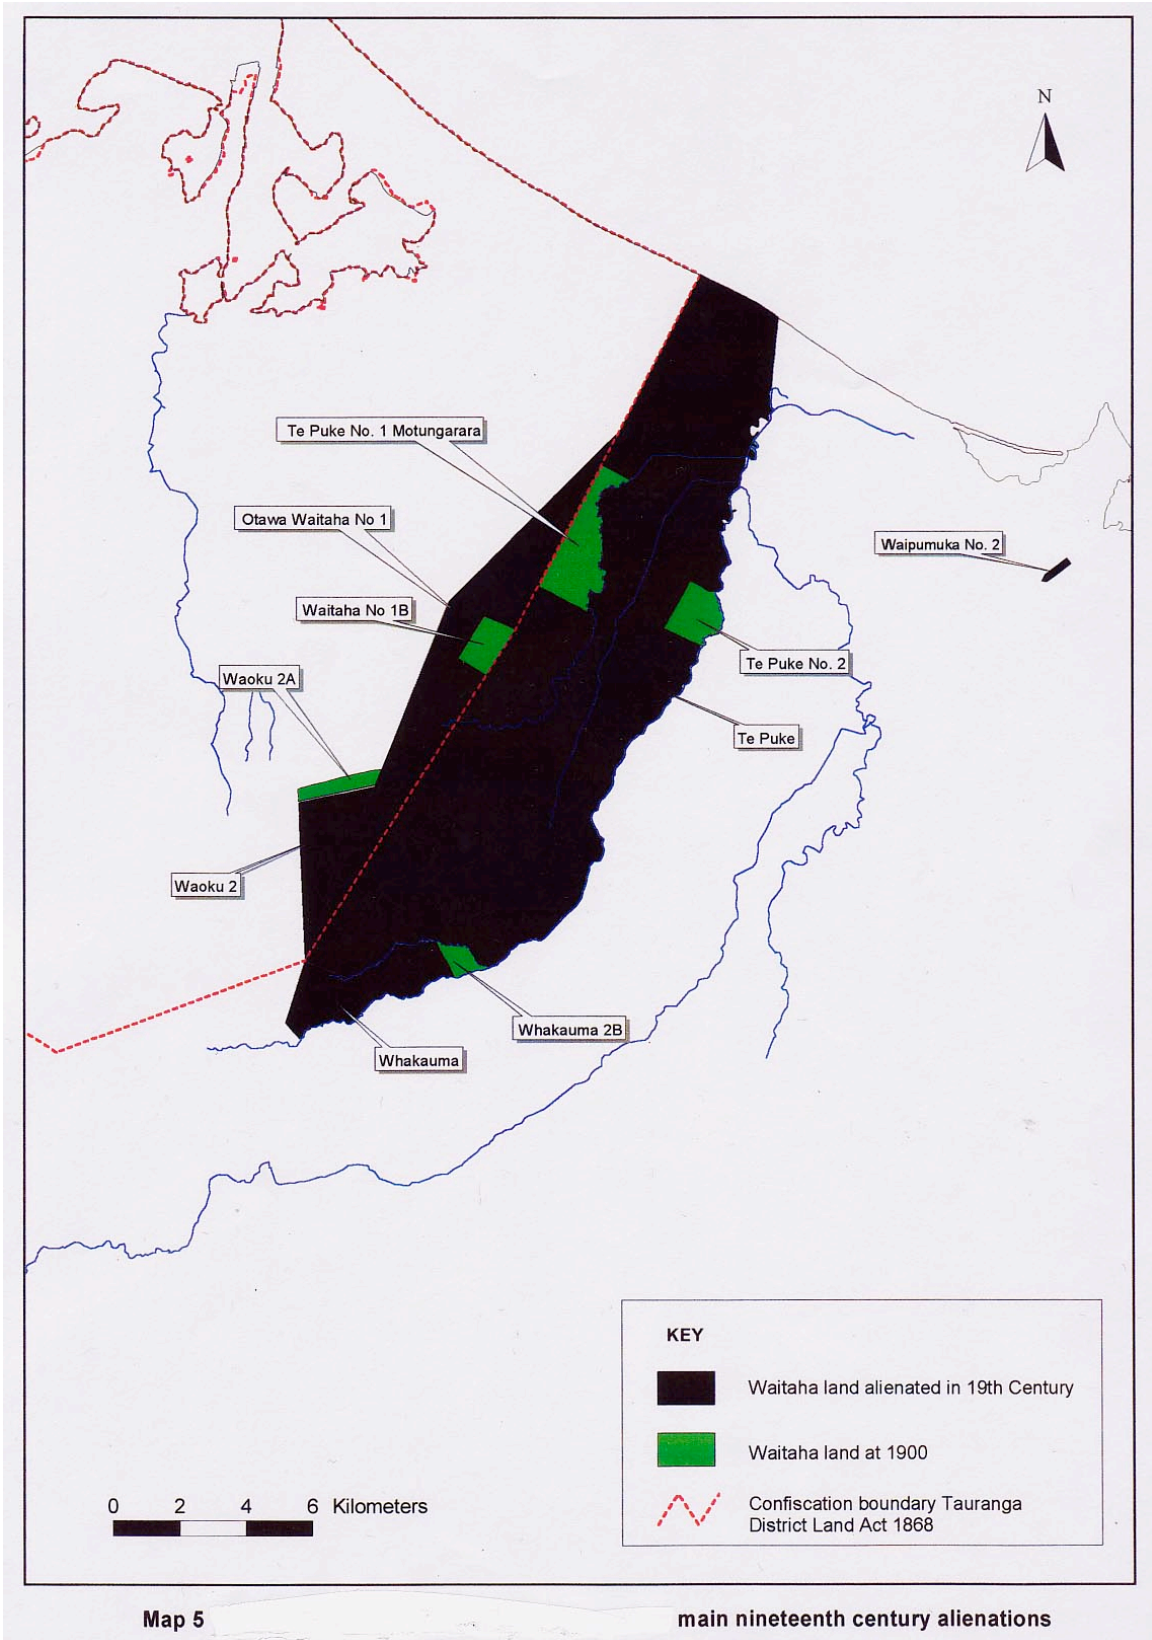 N
Te Puke No. 1 Motungarara
Otawa Waitaha No 1
Waipumuka No. 2
Waitaha No 1B
Te Puke No. 2
Waoku 2A
Te Puke
Waoku 2
Whakauma 2B
Whakauma
KEY
Waitaha land alienated in 19th Century
Waitaha land at 1900
Confiscation boundary Tauranga
District Land Act 1868
0 2 4 6 Kilometers
Map 5 main nineteenth century alienations